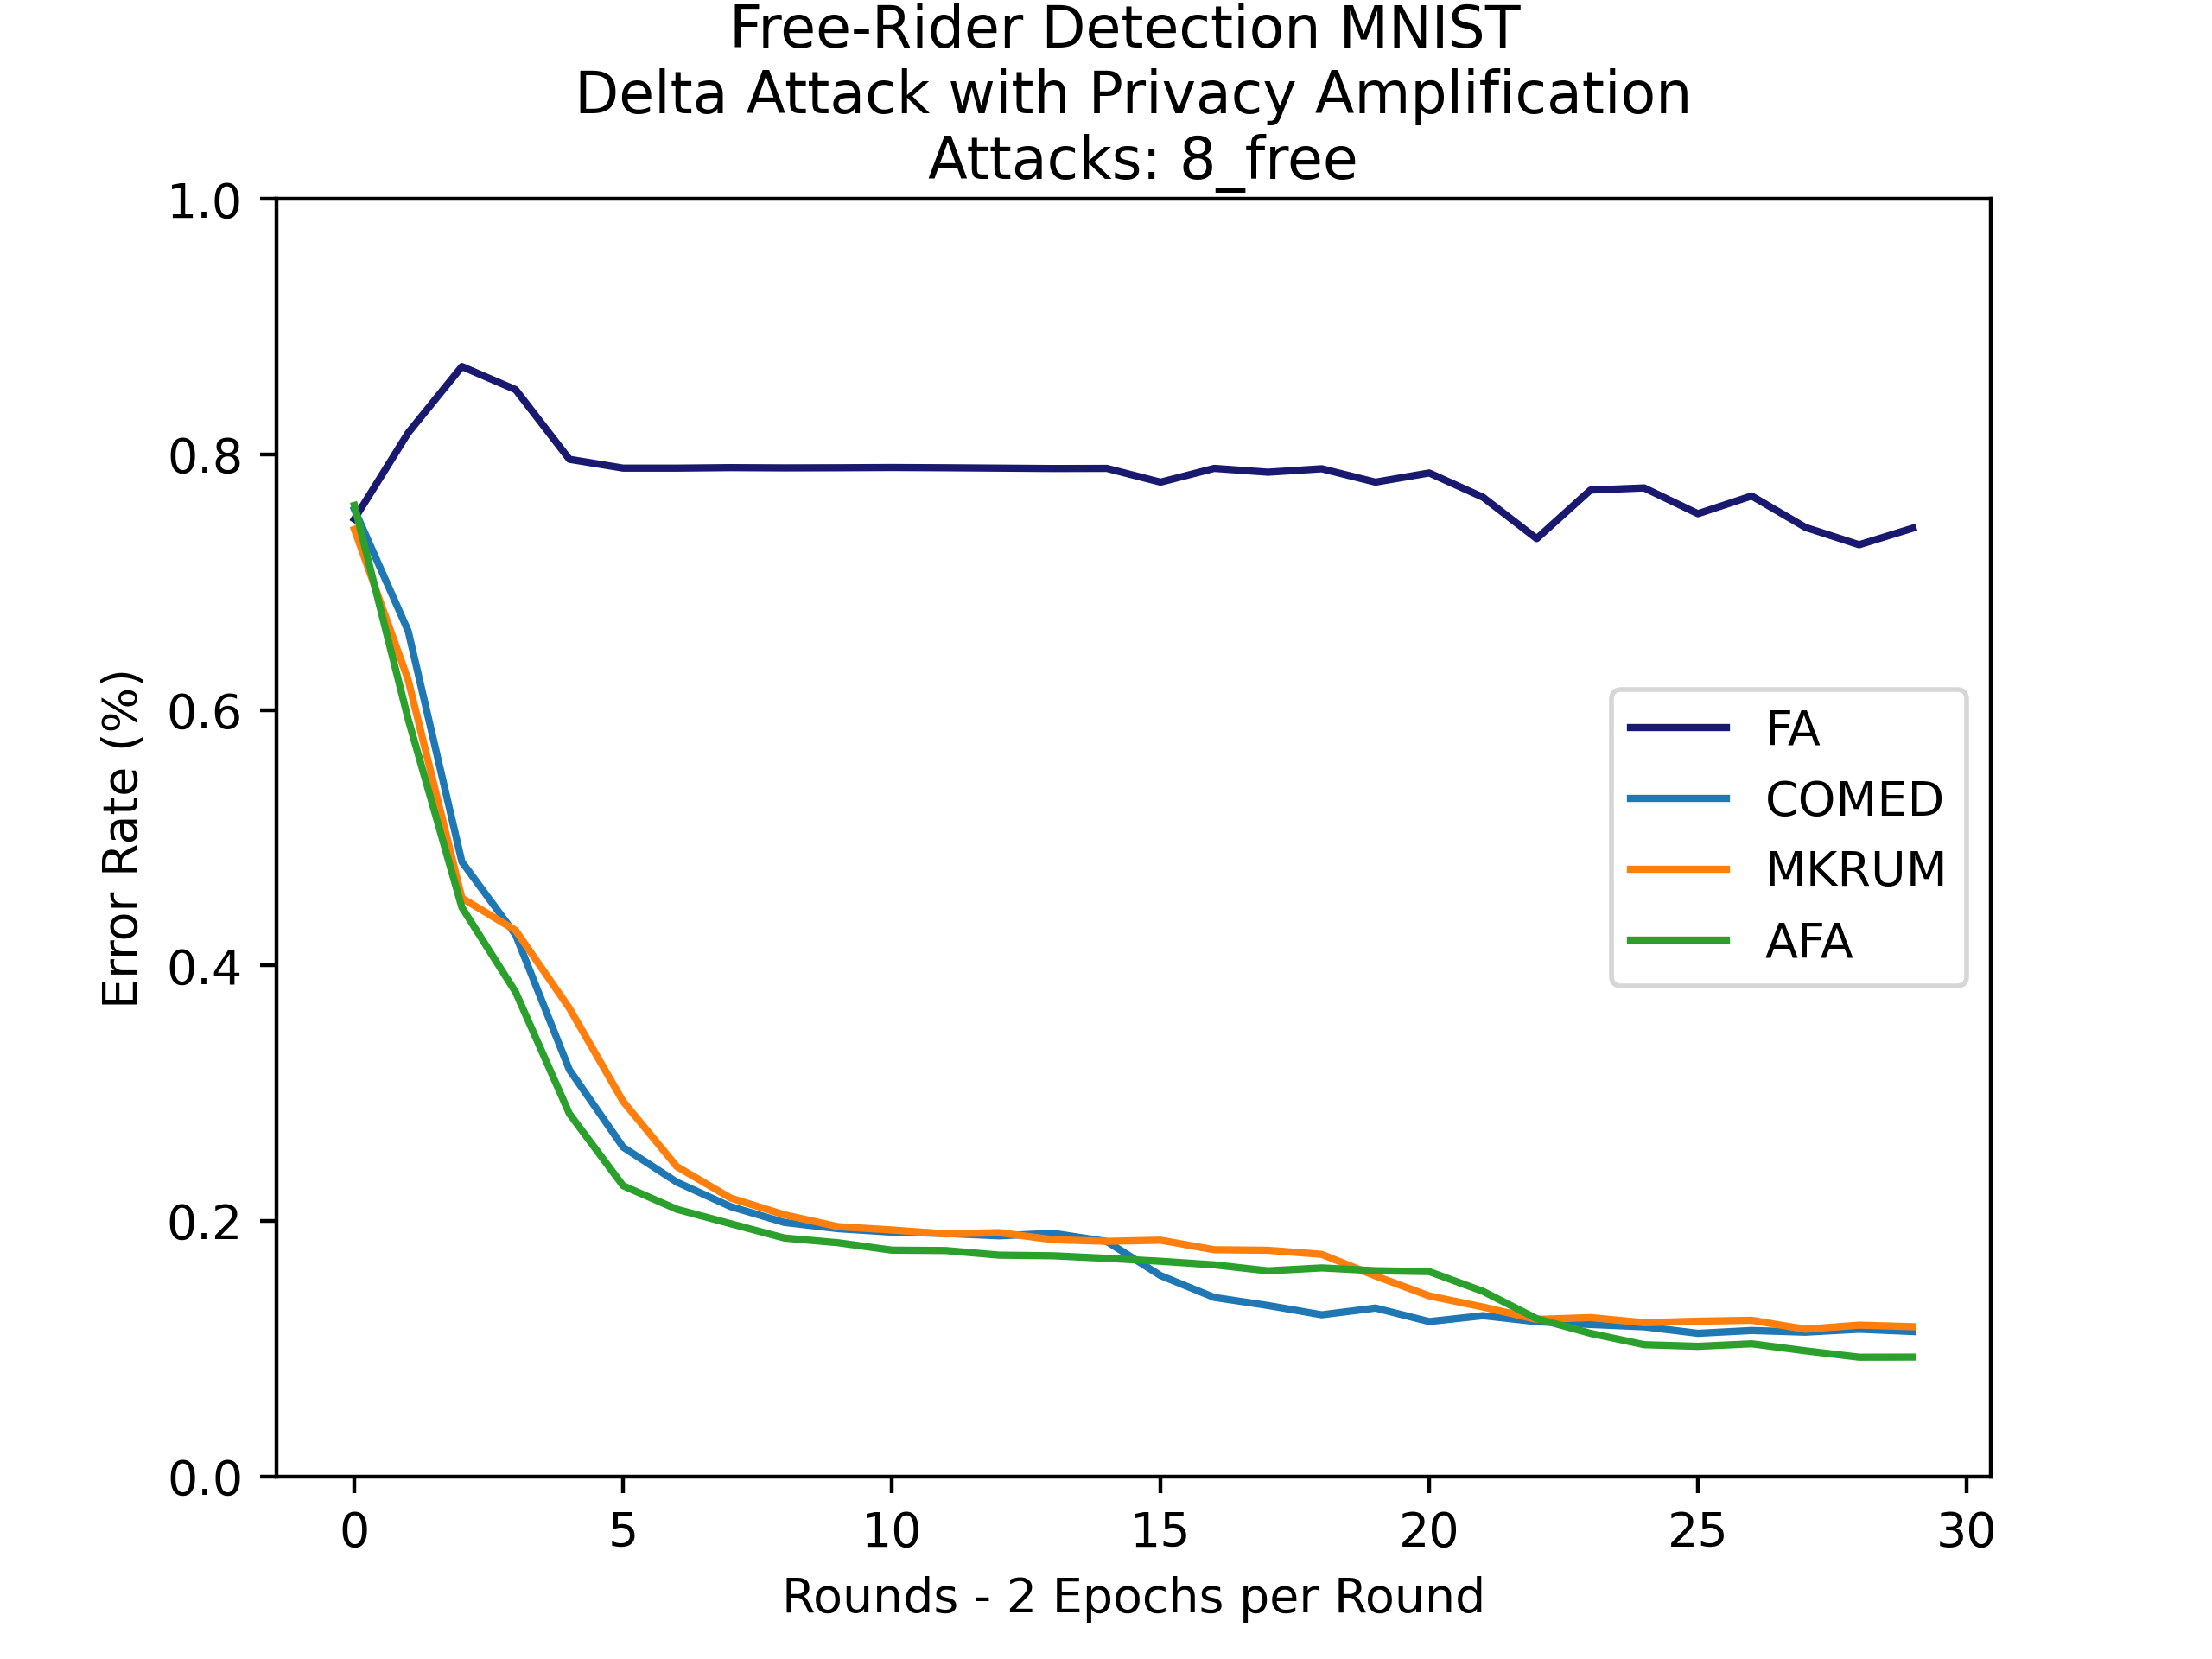 Free-Rider Detection MNIST
Delta Attack with Privacy Amplification
Attacks: 8_free
1.0
0.8
0.6
0.4
0.2
0.0
Error Rate (%)
FA
COMED
MKRUM
AFA
0 5 10 15 20 25 30
Rounds - 2 Epochs per Round